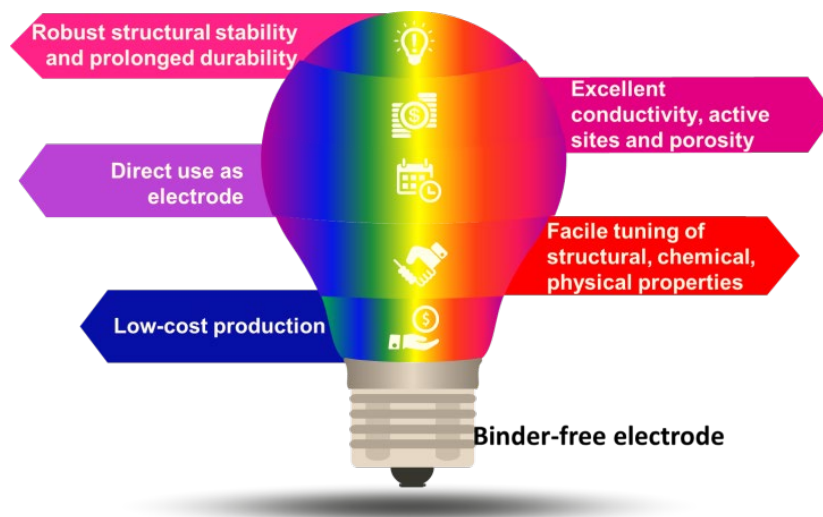 Robust structural stability
and prolonged durability
Excellent
conductivity, active
sites and porosity
Direct use as
electrode
Facile tuning of
structural, chemical,
physical properties
Low-cost production
Binder-free electrode